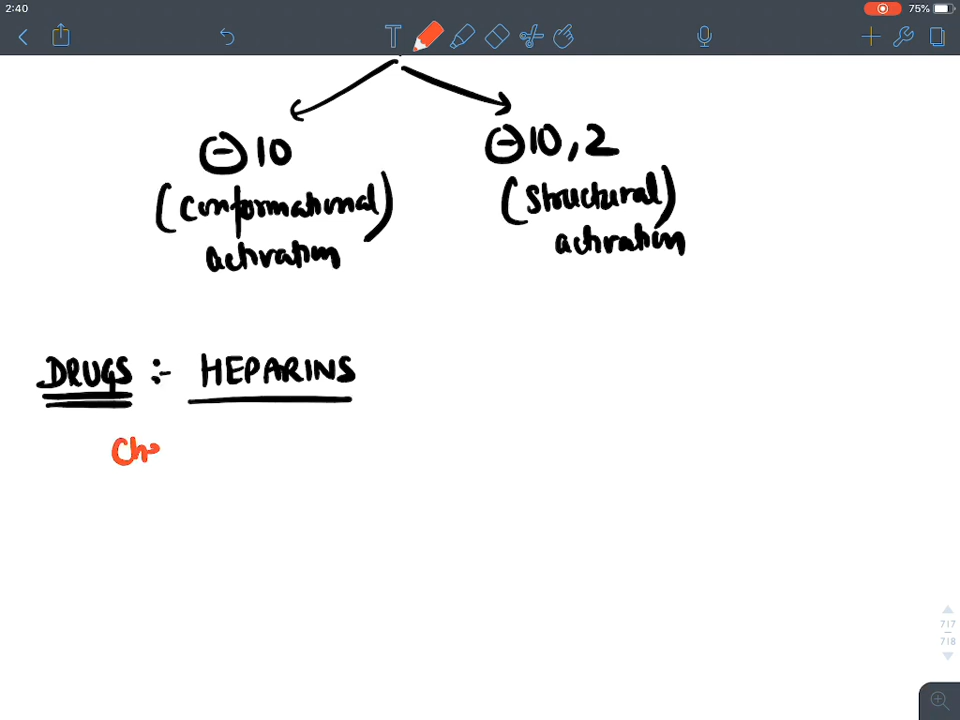 2:40
75%
T
⊖10
⊖10,2
(Conformational)
activation
(Structural)
activation
DRUGS :- HEPARINS
Ch
717
718